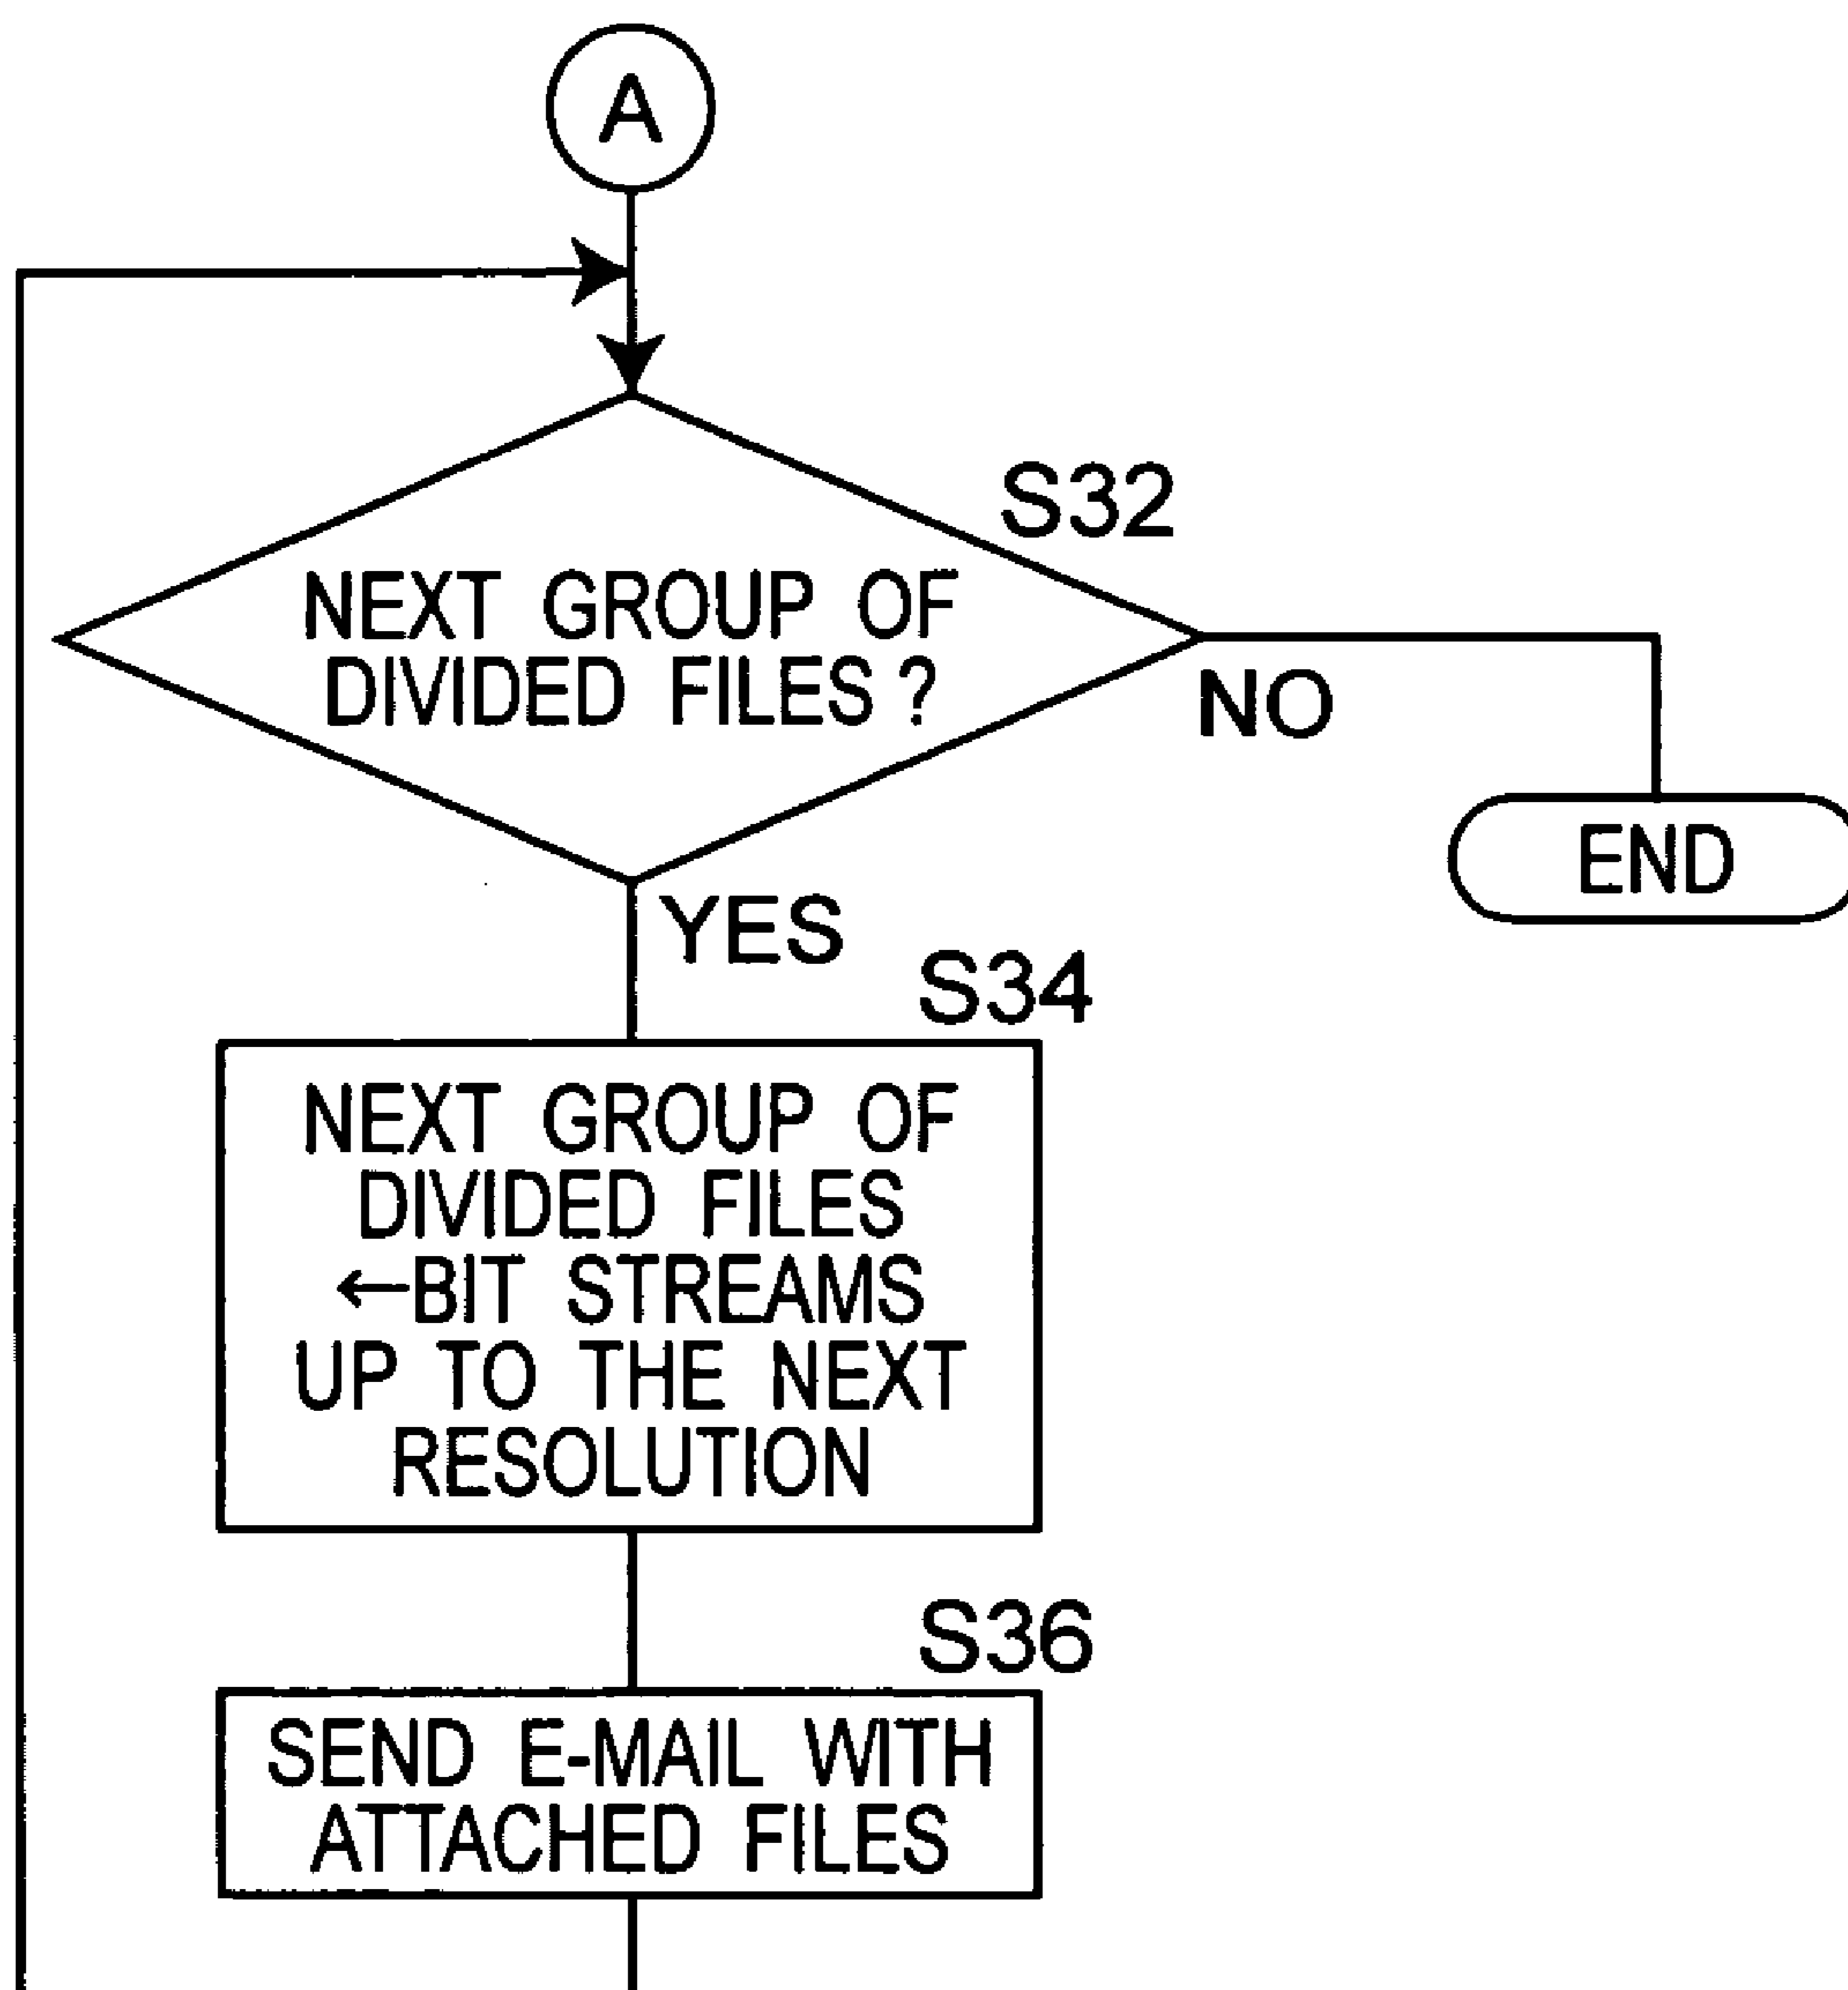 A
S32
NEXT GROUP OF
DIVIDED FILES?
NO
END
YES
S34
NEXT GROUP OF
DIVIDED FILES
←BIT STREAMS
UP TO THE NEXT
RESOLUTION
S36
SEND E-MAIL WITH
ATTACHED FILES